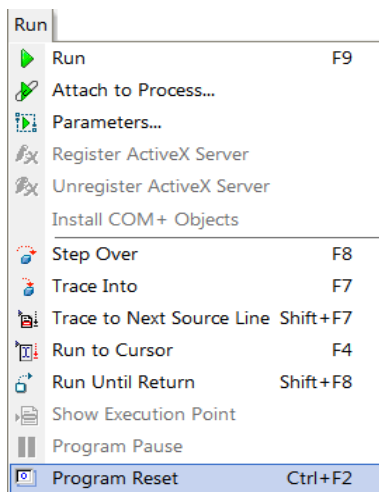 Run
Run F9
Attach to Process...
Parameters...
Register ActiveX Server
Unregister ActiveX Server
Install COM+ Objects
Step Over F8
Trace Into F7
Trace to Next Source Line Shift+F7
Run to Cursor F4
Run Until Return Shift+F8
Show Execution Point
Program Pause
Program Reset Ctrl+F2